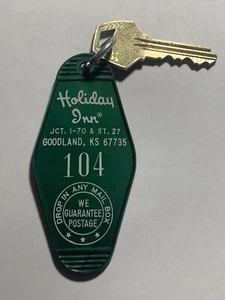 Holiday
Inn®
JCT. I-70 & ST. 27
GOODLAND, KS 67735
104
DROP IN ANY MAIL BOX
WE
GUARANTEE
POSTAGE